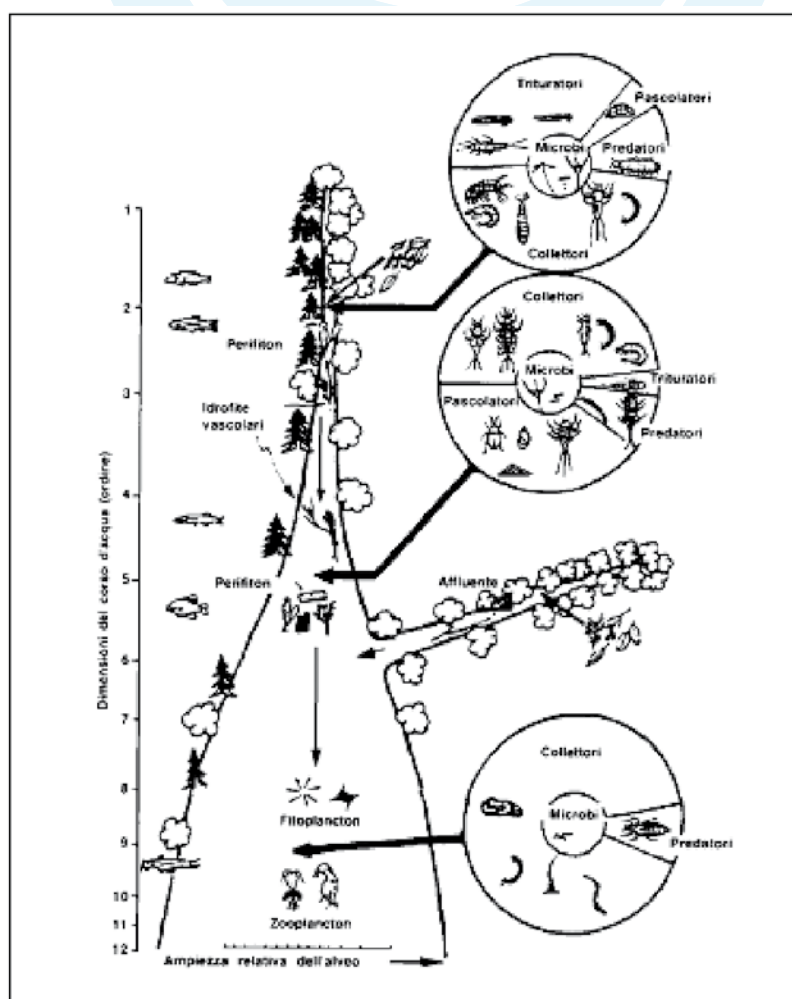 Trituratori
Pascolatori
Microbi
Predatori
Collettori
1
2
3
4
5
6
7
8
9
10
11
12
Dimensioni del corso d'acqua (ordine)
Perifiton
Idrofite
vascolari
Collettori
Microbi
Trituratori
Pascolatori
Predatori
Perifiton
Affluente
Collettori
Microbi
Predatori
Fitoplancton
Zooplancton
Ampiezza relativa dell'alveo